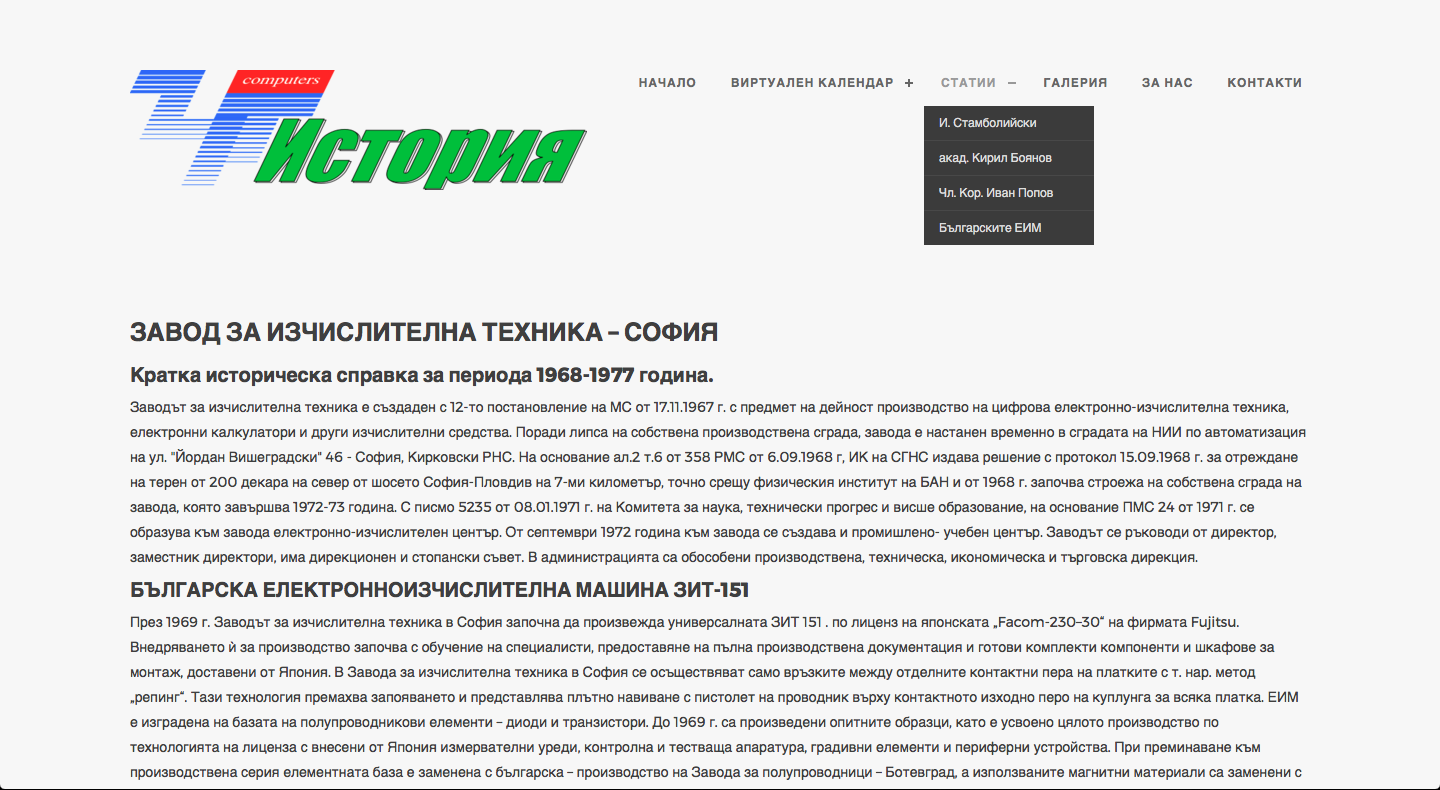 computers
История
НАЧАЛО ВИРТУАЛЕН КАЛЕНДАР + СТАТИИ − ГАЛЕРИЯ ЗА НАС КОНТАКТИ
И. Стамболийски
акад. Кирил Боянов
Чл. Кор. Иван Попов
Българските ЕИМ
ЗАВОД ЗА ИЗЧИСЛИТЕЛНА ТЕХНИКА – СОФИЯ
Кратка историческа справка за периода 1968-1977 година.
Заводът за изчислителна техника е създаден с 12-то постановление на МС от 17.11.1967 г. с предмет на дейност производство на цифрова електронно-изчислителна техника,
електронни калкулатори и други изчислителни средства. Поради липса на собствена производствена сграда, завода е настанен временно в сградата на НИИ по автоматизация
на ул. "Йордан Вишеградски" 46 - София, Кирковски РНС. На основание ал.2 т.6 от 358 РМС от 6.09.1968 г, ИК на СГНС издава решение с протокол 15.09.1968 г. за отреждане
на терен от 200 декара на север от шосето София-Пловдив на 7-ми километър, точно срещу физическия институт на БАН и от 1968 г. започва строежа на собствена сграда на
завода, която завършва 1972-73 година. С писмо 5235 от 08.01.1971 г. на Комитета за наука, технически прогрес и висше образование, на основание ПМС 24 от 1971 г. се
образува към завода електронно-изчислителен център. От септември 1972 година към завода се създава и промишлено- учебен център. Заводът се ръководи от директор,
заместник директори, има дирекционен и стопански съвет. В администрацията са обособени производствена, техническа, икономическа и търговска дирекция.
БЪЛГАРСКА ЕЛЕКТРОННОИЗЧИСЛИТЕЛНА МАШИНА ЗИТ-151
През 1969 г. Заводът за изчислителна техника в София започна да произвежда универсалната ЗИТ 151 . по лиценз на японската „Facom-230–30“ на фирмата Fujitsu.
Внедряването ѝ за производство започва с обучение на специалисти, предоставяне на пълна производствена документация и готови комплекти компоненти и шкафове за
монтаж, доставени от Япония. В Завода за изчислителна техника в София се осъществяват само връзките между отделните контактни пера на платките с т. нар. метод
„репинг“. Тази технология премахва запояването и представлява плътно навиване с пистолет на проводник върху контактното изходно перо на куплунга за всяка платка. ЕИМ
е изградена на базата на полупроводникови елементи – диоди и транзистори. До 1969 г. са произведени опитните образци, като е усвоено цялото производство по
технологията на лиценза с внесени от Япония измервателни уреди, контролна и тестваща апаратура, градивни елементи и периферни устройства. При преминаване към
производствена серия елементната база е заменена с българска – производство на Завода за полупроводници – Ботевград, а използваните магнитни материали са заменени с